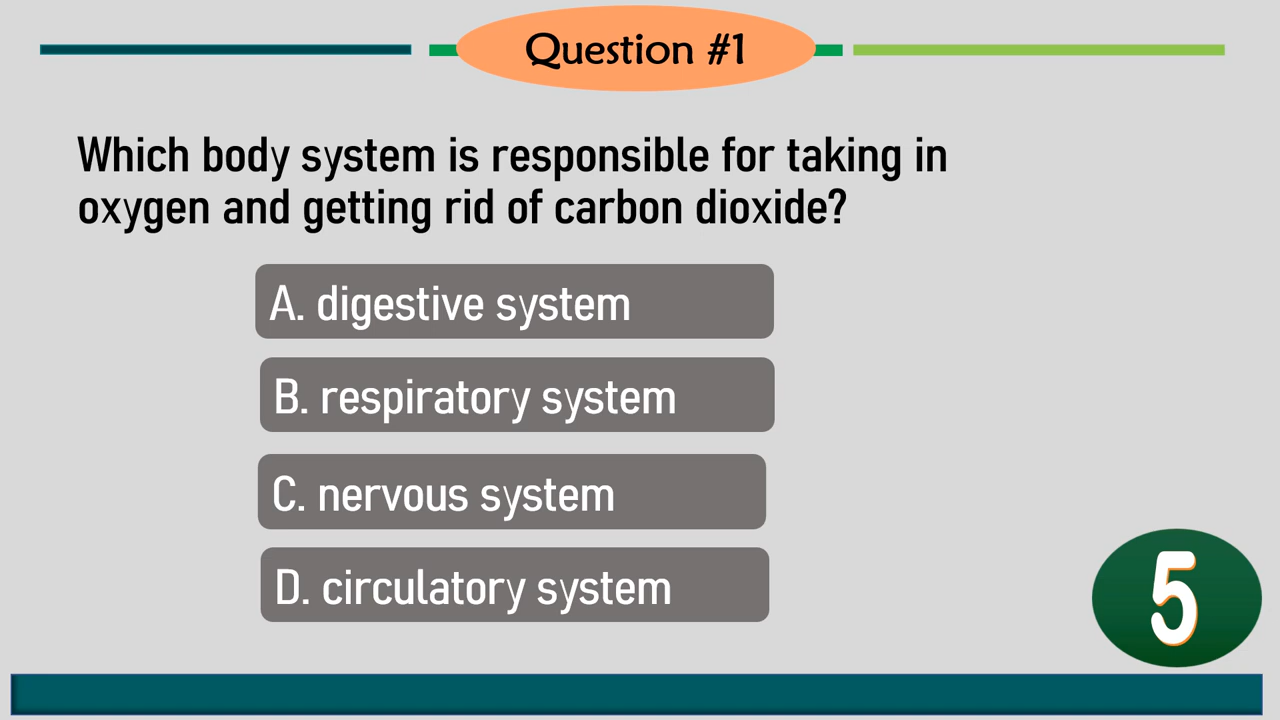 Question #1
Which body system is responsible for taking in
oxygen and getting rid of carbon dioxide?
A. digestive system
B. respiratory system
C. nervous system
D. circulatory system
5